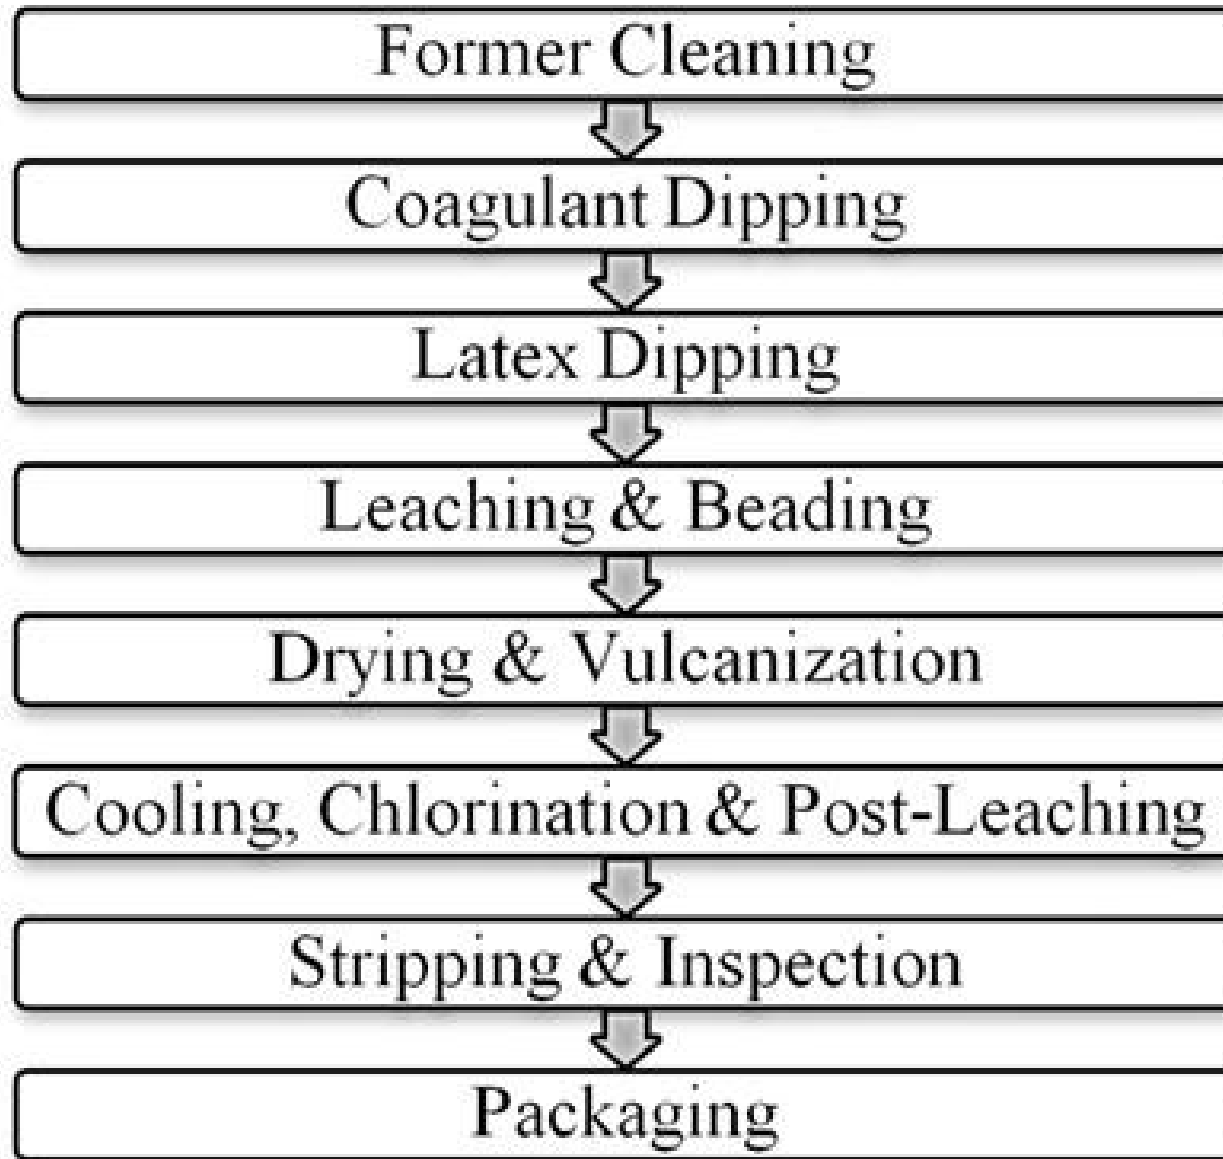 Former Cleaning
Coagulant Dipping
Latex Dipping
Leaching & Beading
Drying & Vulcanization
Cooling, Chlorination & Post-Leaching
Stripping & Inspection
Packaging